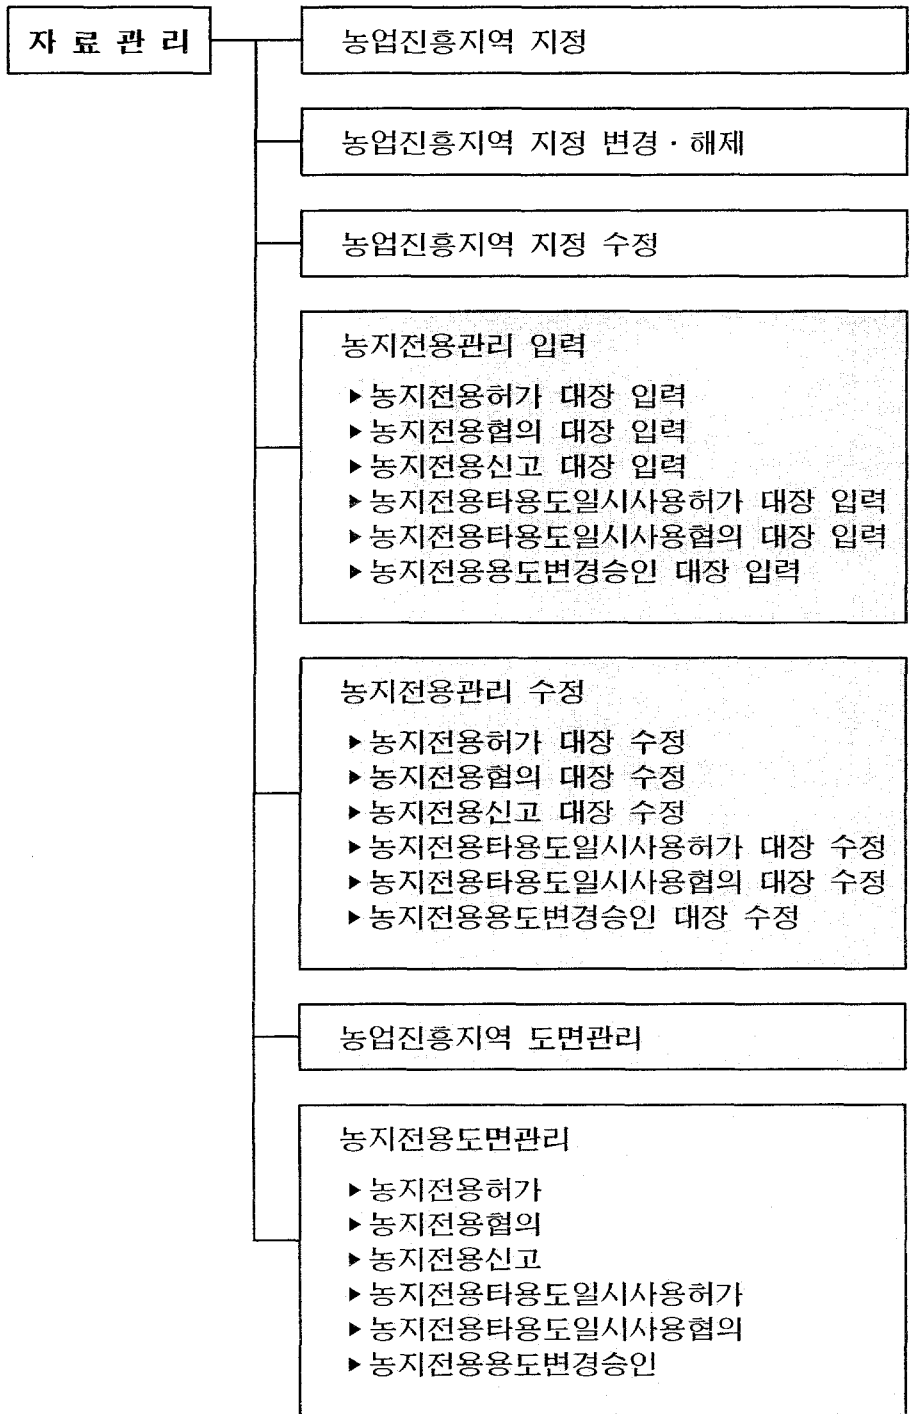 자 료 관 리
농업진흥지역 지정
농업진흥지역 지정 변경 · 해제
농업진흥지역 지정 수정
농지전용관리 입력
▶농지전용허가 대장 입력
▶농지전용협의 대장 입력
▶농지전용신고 대장 입력
▶농지전용타용도일시사용허가 대장 입력
▶농지전용타용도일시사용협의 대장 입력
▶농지전용용도변경승인 대장 입력
농지전용관리 수정
▶농지전용허가 대장 수정
▶농지전용협의 대장 수정
▶농지전용신고 대장 수정
▶농지전용타용도일시사용허가 대장 수정
▶농지전용타용도일시사용협의 대장 수정
▶농지전용용도변경승인 대장 수정
농업진흥지역 도면관리
농지전용도면관리
▶농지전용허가
▶농지전용협의
▶농지전용신고
▶농지전용타용도일시사용허가
▶농지전용타용도일시사용협의
▶농지전용용도변경승인